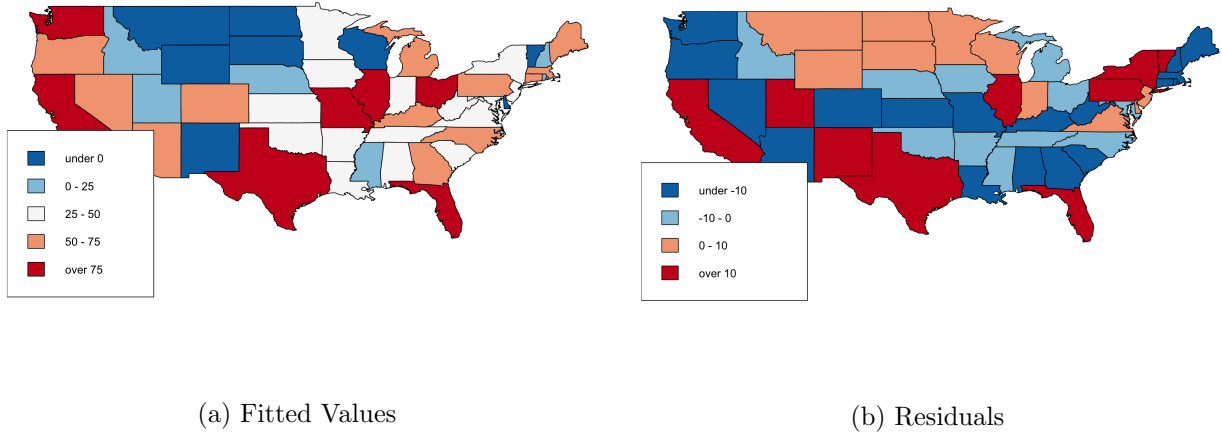 under 0
0 - 25
25 - 50
50 - 75
over 75
under -10
-10 - 0
0 - 10
over 10
(a) Fitted Values
(b) Residuals